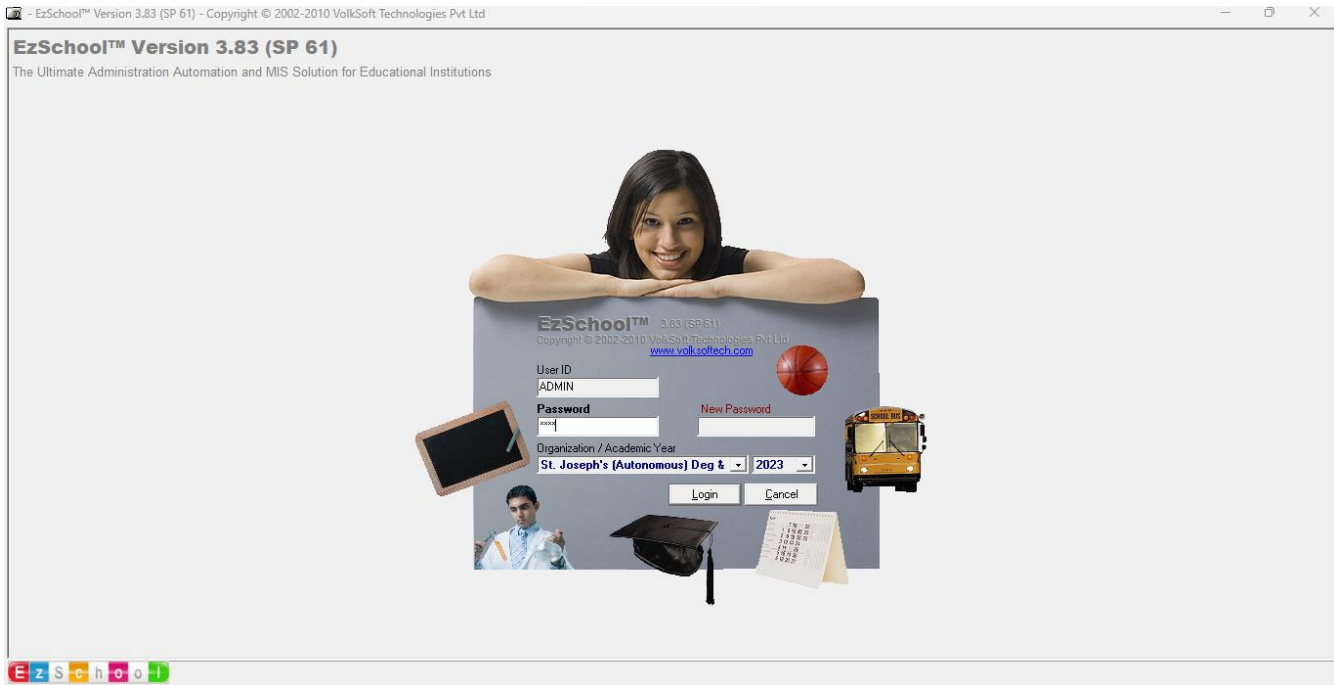 - EzSchool™ Version 3.83 (SP 61) - Copyright © 2002-2010 VolkSoft Technologies Pvt Ltd
EzSchool™ Version 3.83 (SP 61)
The Ultimate Administration Automation and MIS Solution for Educational Institutions
EzSchool™ 3.83 (SP 61)
Copyright © 2002-2010 VolkSoft Technologies Pvt Ltd
www.volksoftech.com
User ID
ADMIN
Password New Password
xxxx
Organization / Academic Year
St. Joseph's (Autonomous) Deg & 2023
Login Cancel
SCHOOL BUS
EzSchool